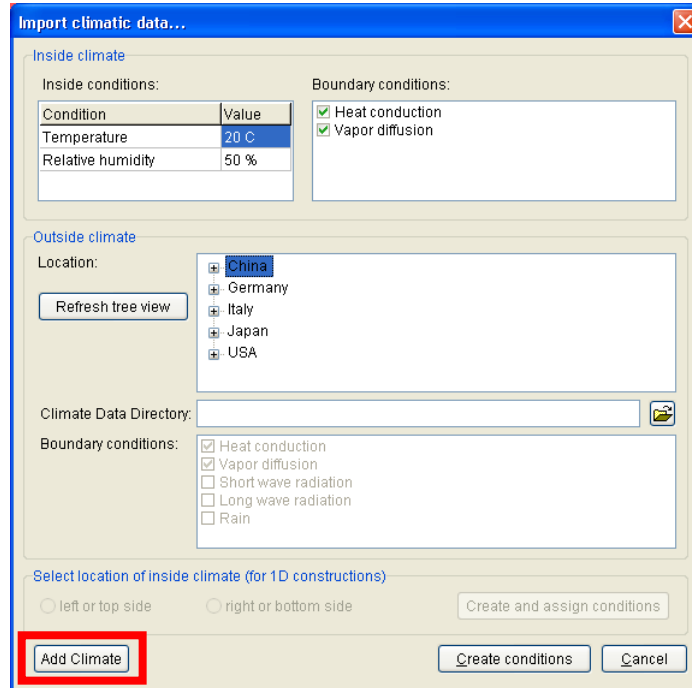 Import climatic data...
Inside climate
Inside conditions:
Boundary conditions:
Condition Value
Temperature 20 C
Relative humidity 50 %
Heat conduction
Vapor diffusion
Outside climate
Location:
Refresh tree view
China
Germany
Italy
Japan
USA
Climate Data Directory:
Boundary conditions:
Heat conduction
Vapor diffusion
Short wave radiation
Long wave radiation
Rain
Select location of inside climate (for 1D constructions)
left or top side
right or bottom side
Create and assign conditions
Add Climate
Create conditions
Cancel